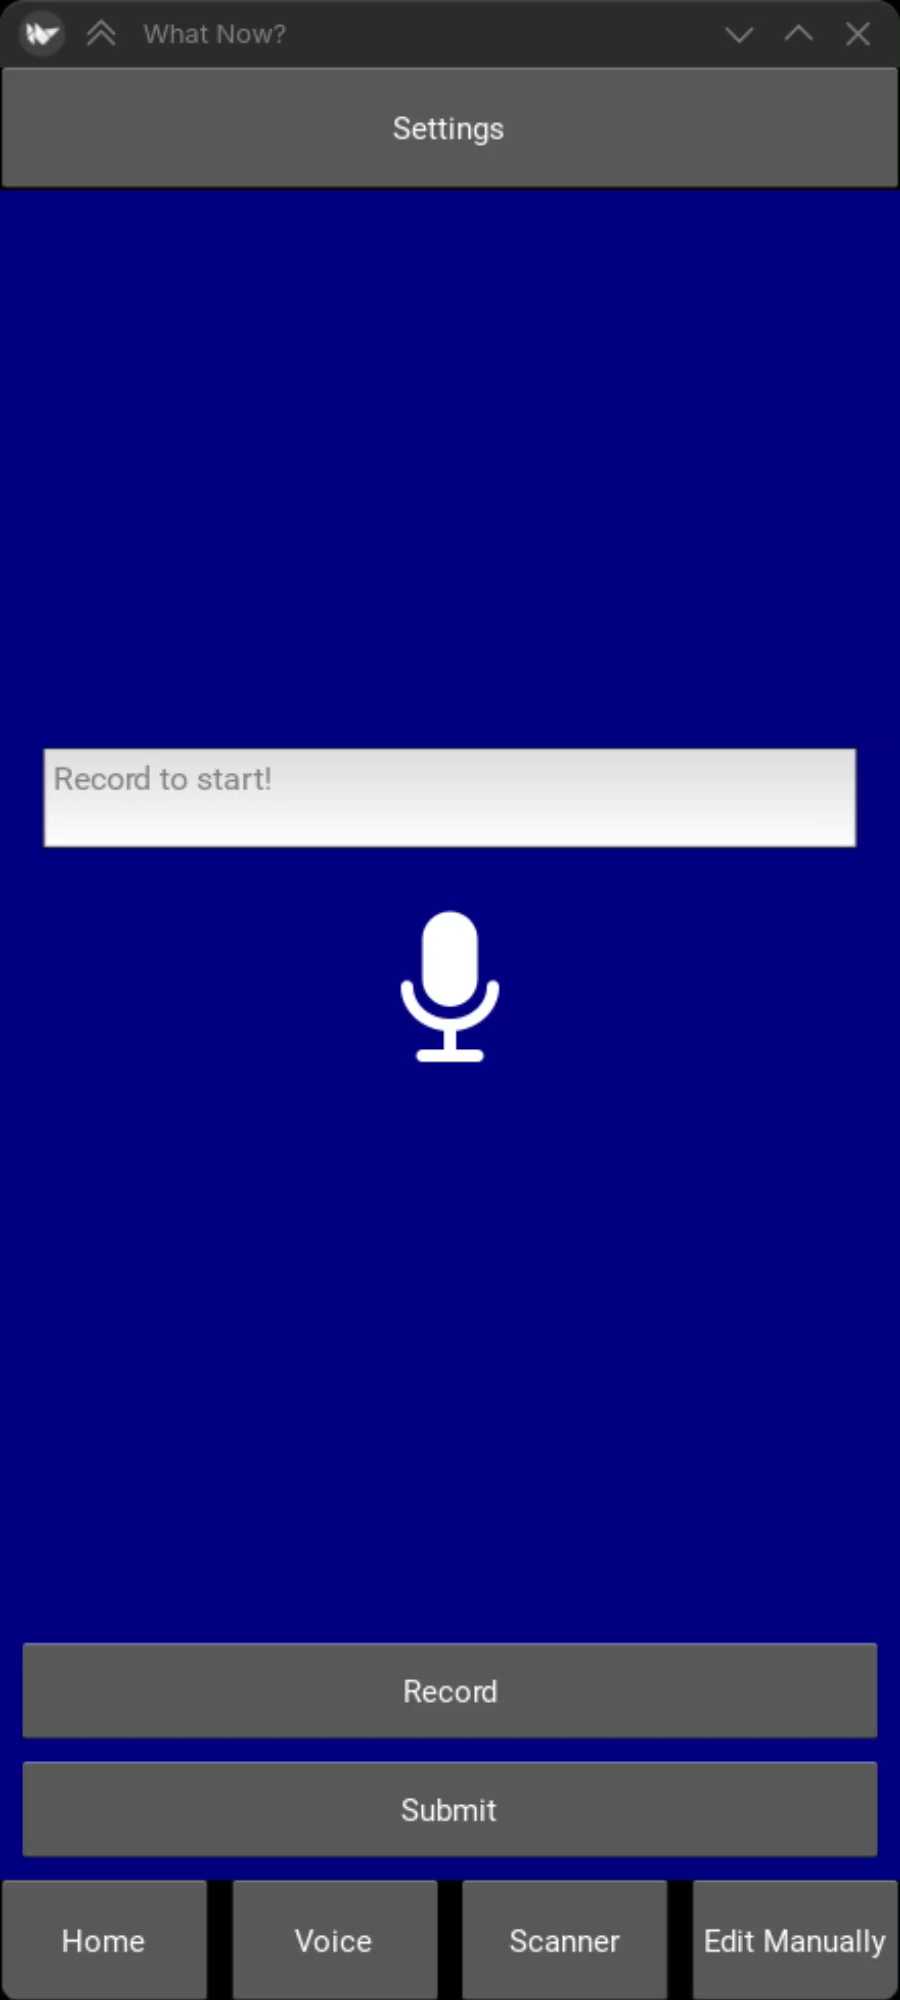 What Now?
Settings
Record to start!
Record
Submit
Home
Voice
Scanner
Edit Manually